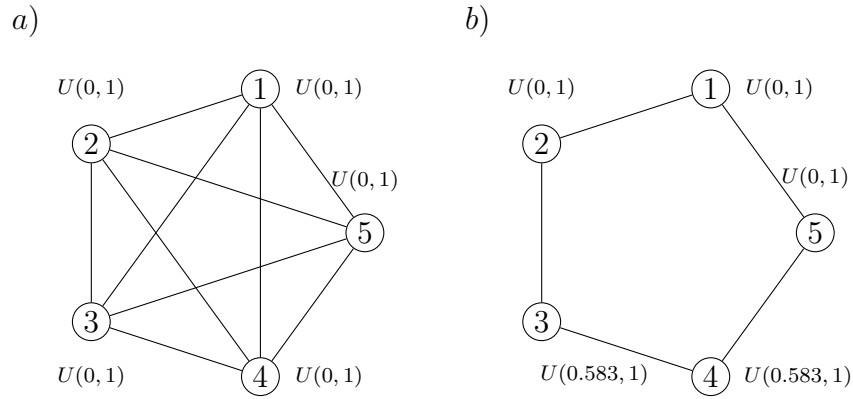 a)
U(0, 1)
1
U(0, 1)
2
U(0, 1)
5
3
U(0, 1)
4
U(0, 1)
b)
U(0, 1)
1
U(0, 1)
2
U(0, 1)
5
3
U(0.583, 1)
4
U(0.583, 1)